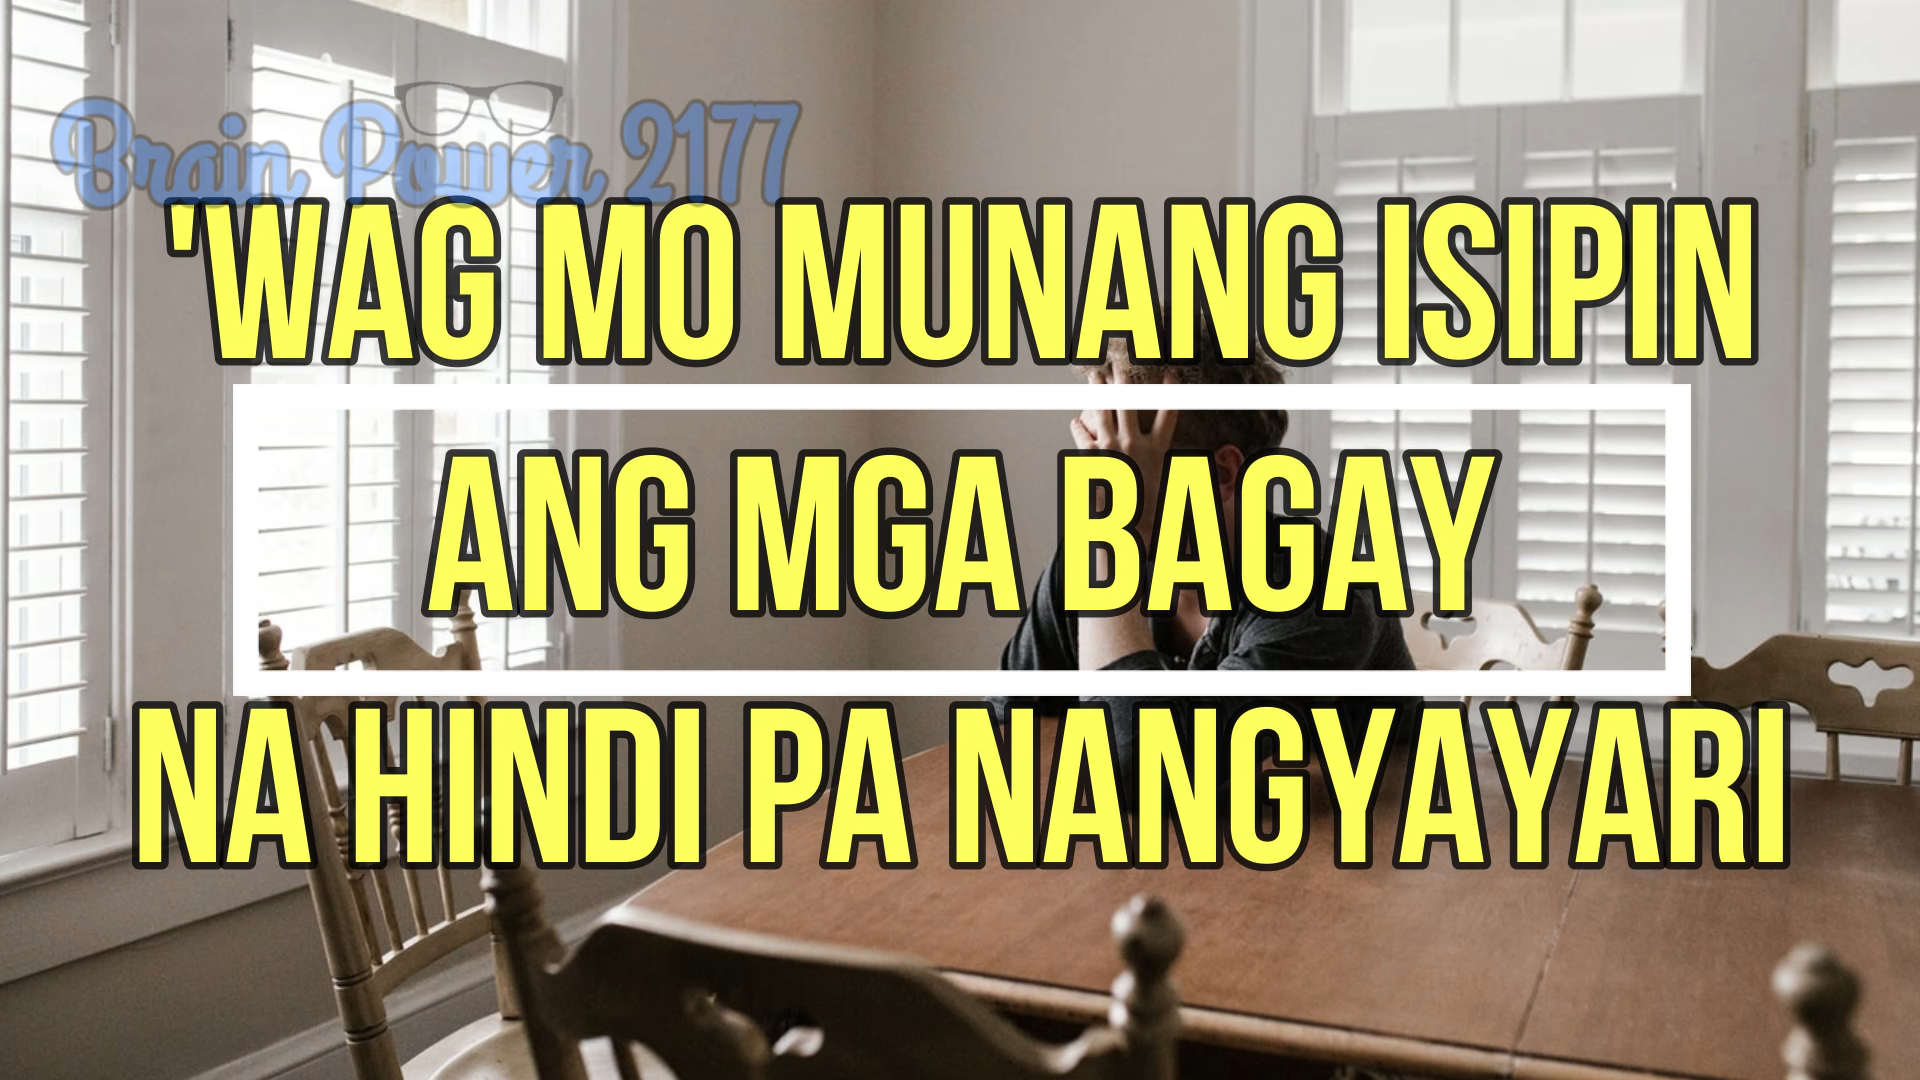 Brain Power 2177
'WAG MO MUNANG ISIPIN
ANG MGA BAGAY
NA HINDI PA NANGYAYARI